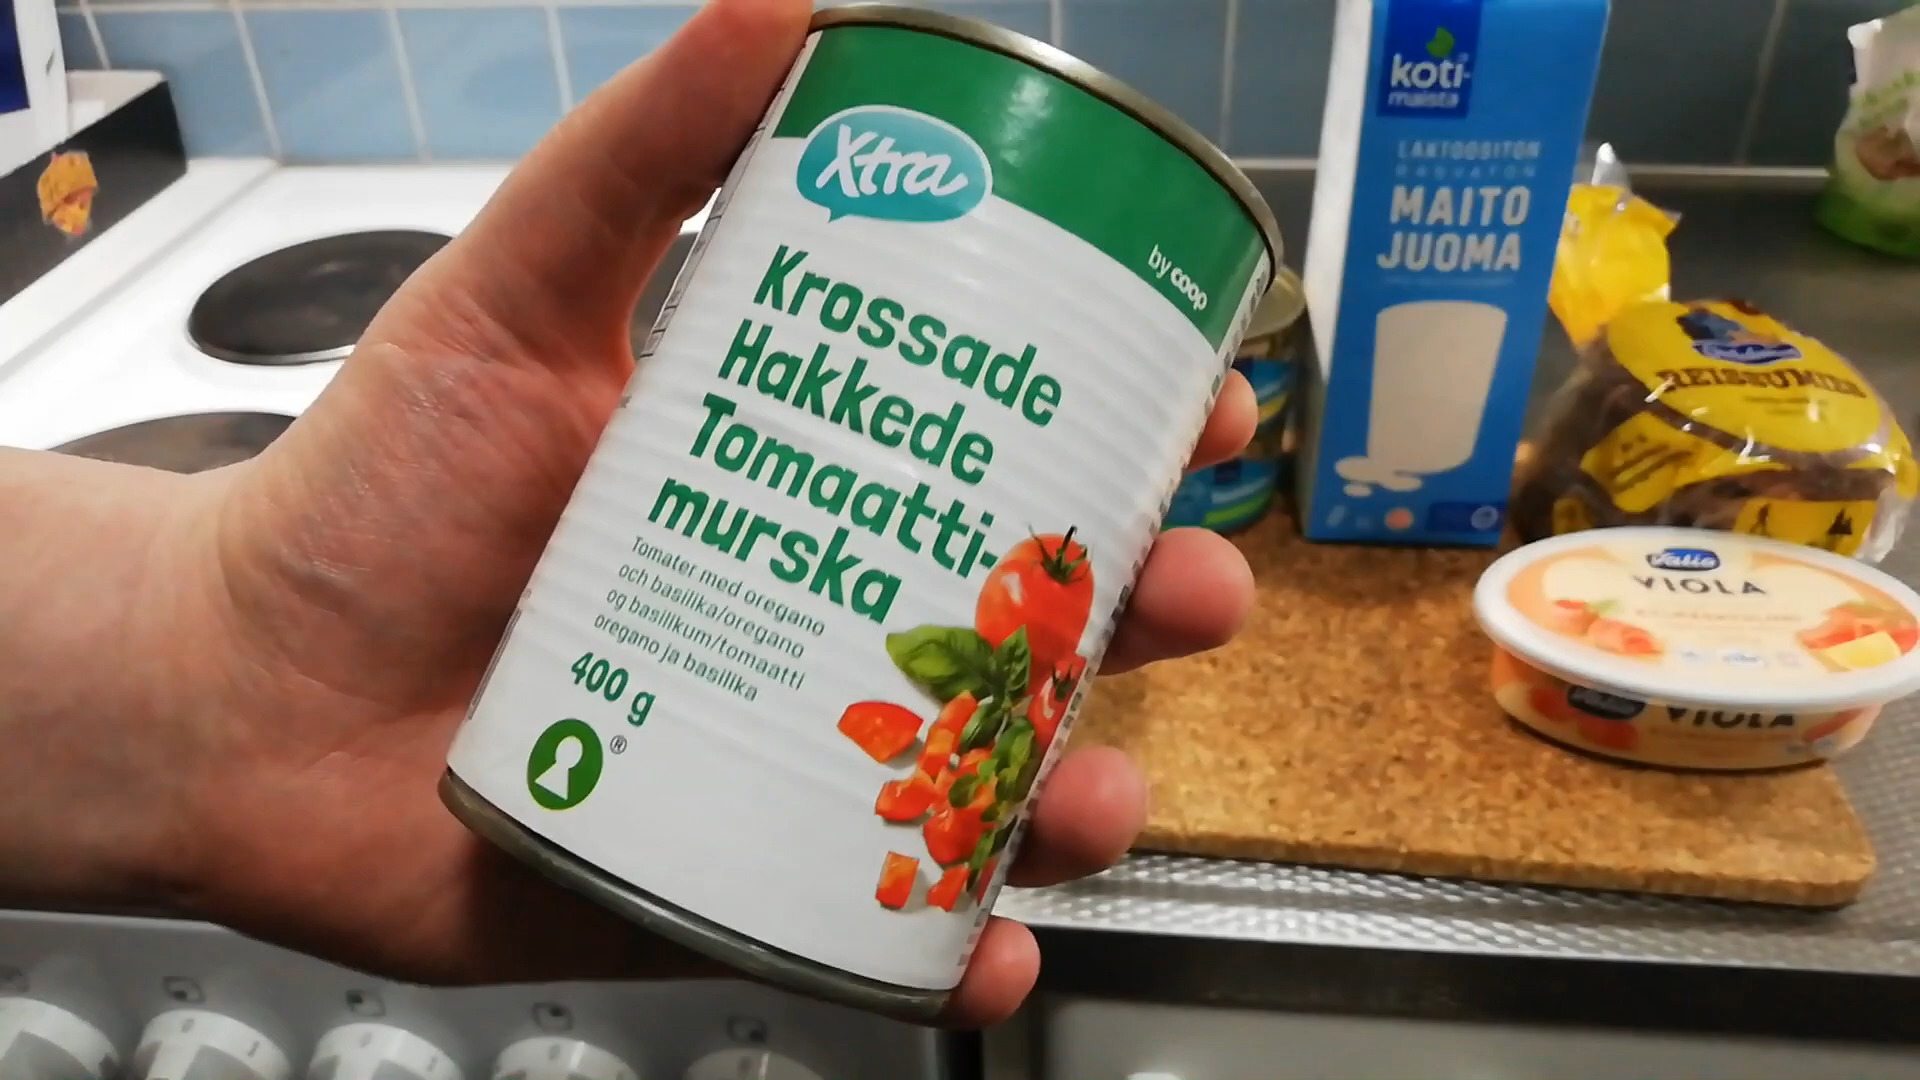 Xtra
by coop
Krossade
Hakkede
Tomaatti-
murska
Tomater med oregano
och basilika/oregano
og basilikum/tomaatti
oregano ja basilika
400 g
®
koti-
maista
LAKTOOSITON
RASVATON
MAITO
JUOMA
REISSUMIES
Valio
VIOLA
VIOLA